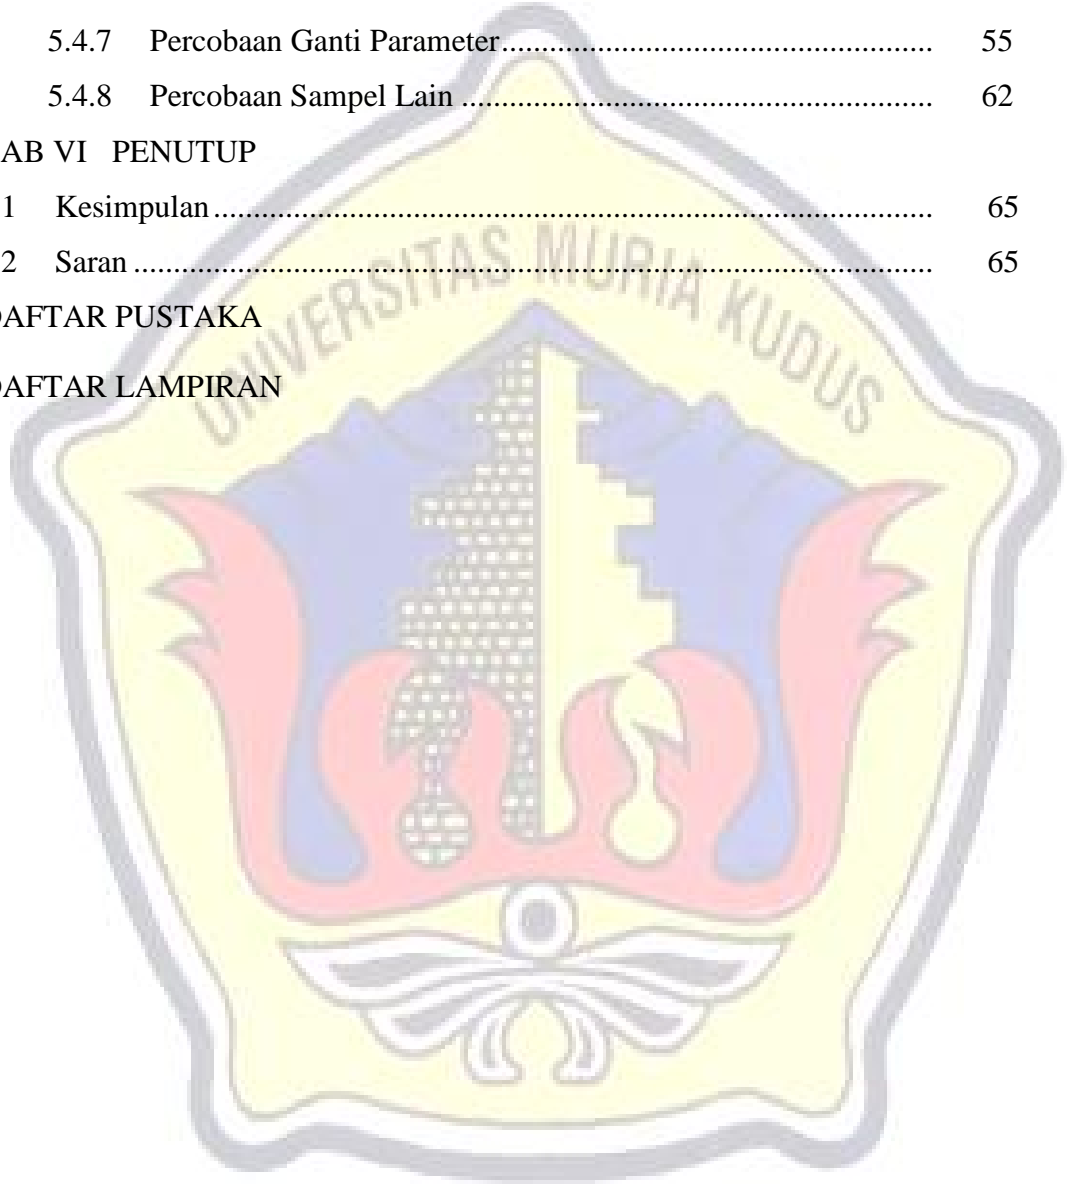 5.4.7 Percobaan Ganti Parameter...................................................... 55
5.4.8 Percobaan Sampel Lain ........................................................... 62
AB VI PENUTUP
1 Kesimpulan.......................................................................................... 65
2 Saran .................................................................................................... 65
DAFTAR PUSTAKA
DAFTAR LAMPIRAN
UNIVERSITAS MURIA KUDUS